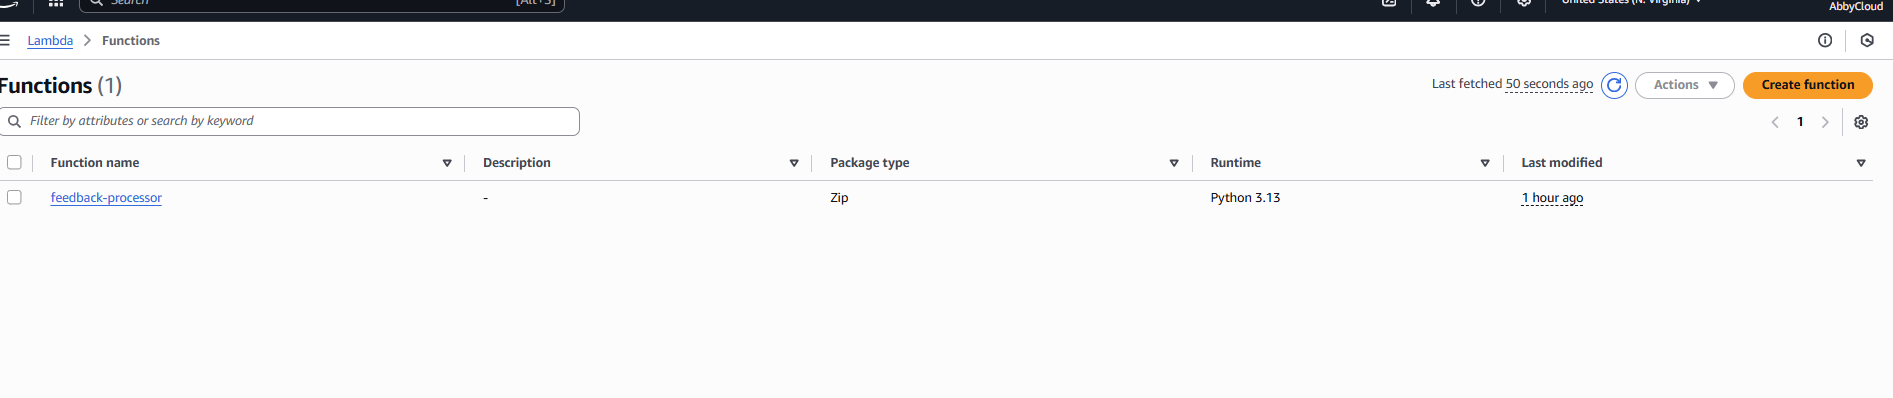 Search [Alt+S] United States (N. Virginia) AbbyCloud
Lambda Functions
Functions (1) Last fetched 50 seconds ago Actions Create function
Filter by attributes or search by keyword 1
Function name Description Package type Runtime Last modified
feedback-processor - Zip Python 3.13 1 hour ago